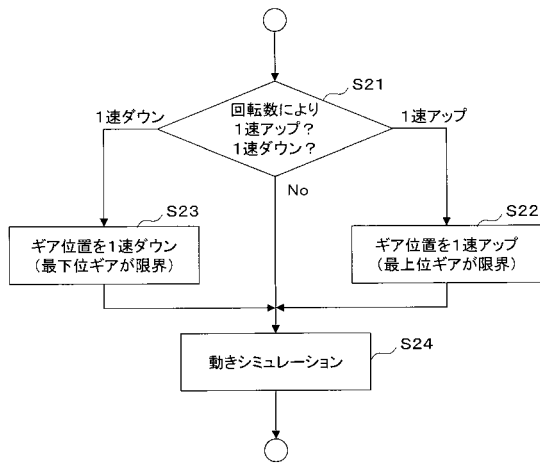 S21
回転数により
1速アップ?
1速ダウン?
1速ダウン
1速アップ
No
S23
ギア位置を1速ダウン
(最下位ギアが限界)
S22
ギア位置を1速アップ
(最上位ギアが限界)
S24
動きシミュレーション